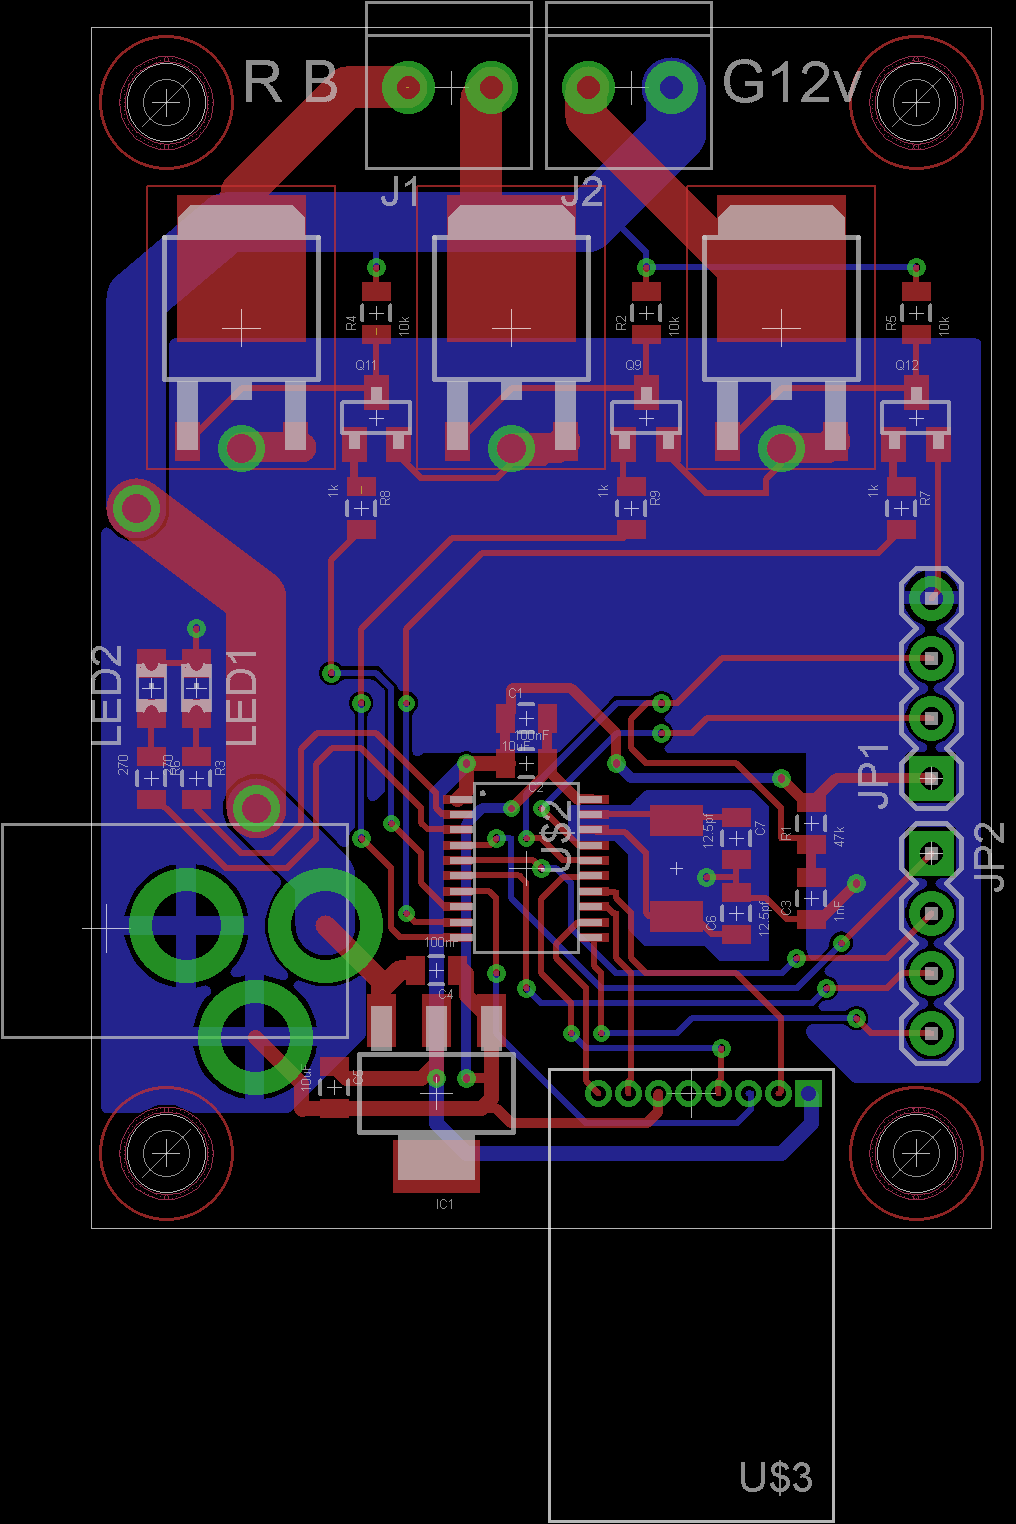 R B
G12v
J1
J2
R4
10k
R2
10k
R5
10k
Q11
Q9
Q12
1k
R8
1k
R9
1k
R7
LED2
LED1
C1
100nF
10uF
C2
270
270
R6
R3
U$2
12.5pf
C7
R1
47k
JP1
JP2
C6
12.5pf
C3
1nF
100nF
C4
10uF
C5
IC1
U$3